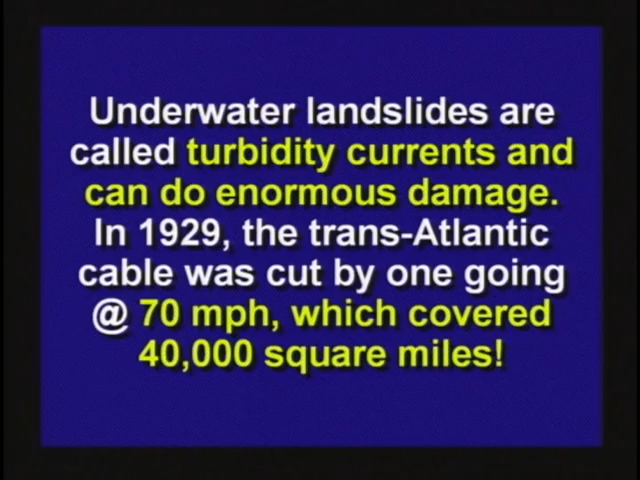 Underwater landslides are
called turbidity currents and
can do enormous damage.
In 1929, the trans-Atlantic
cable was cut by one going
@ 70 mph, which covered
40,000 square miles!